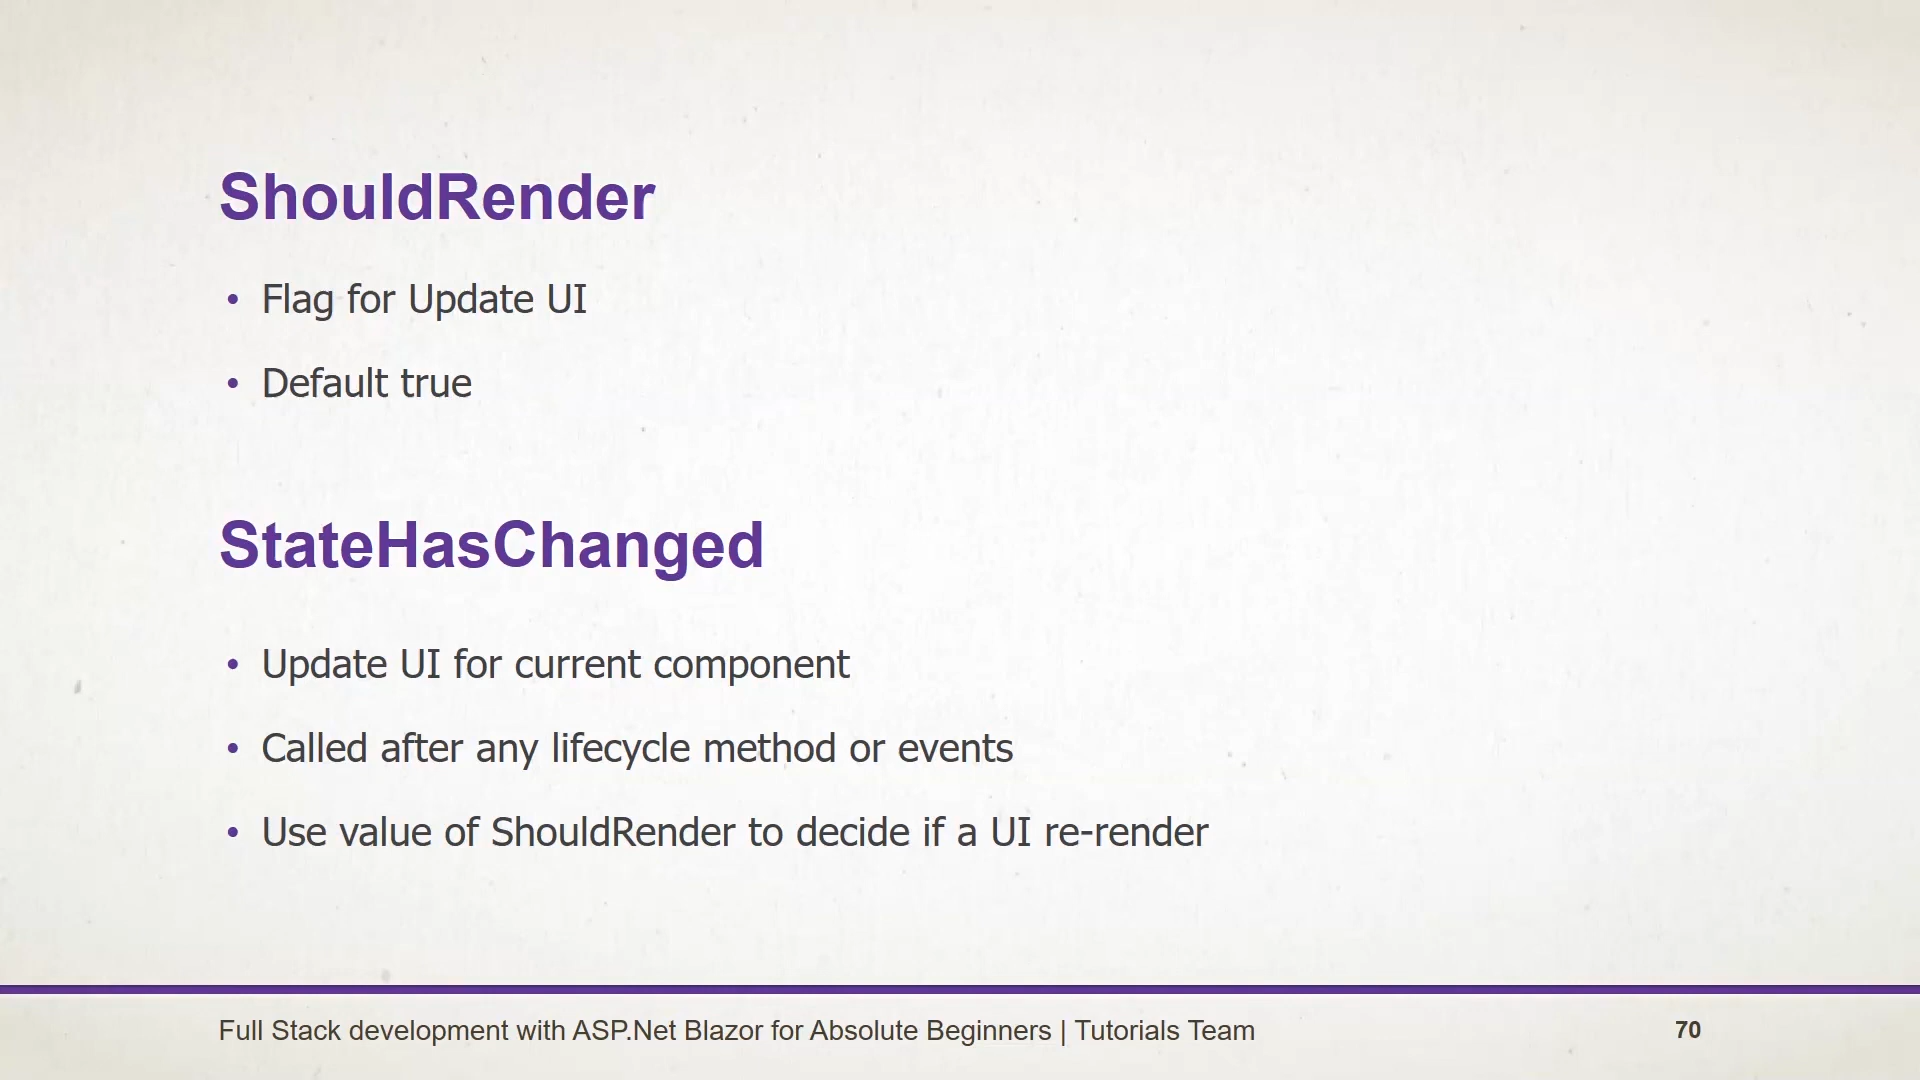 ShouldRender
• Flag for Update UI
• Default true
StateHasChanged
• Update UI for current component
• Called after any lifecycle method or events
• Use value of ShouldRender to decide if a UI re-render
Full Stack development with ASP.Net Blazor for Absolute Beginners | Tutorials Team
70